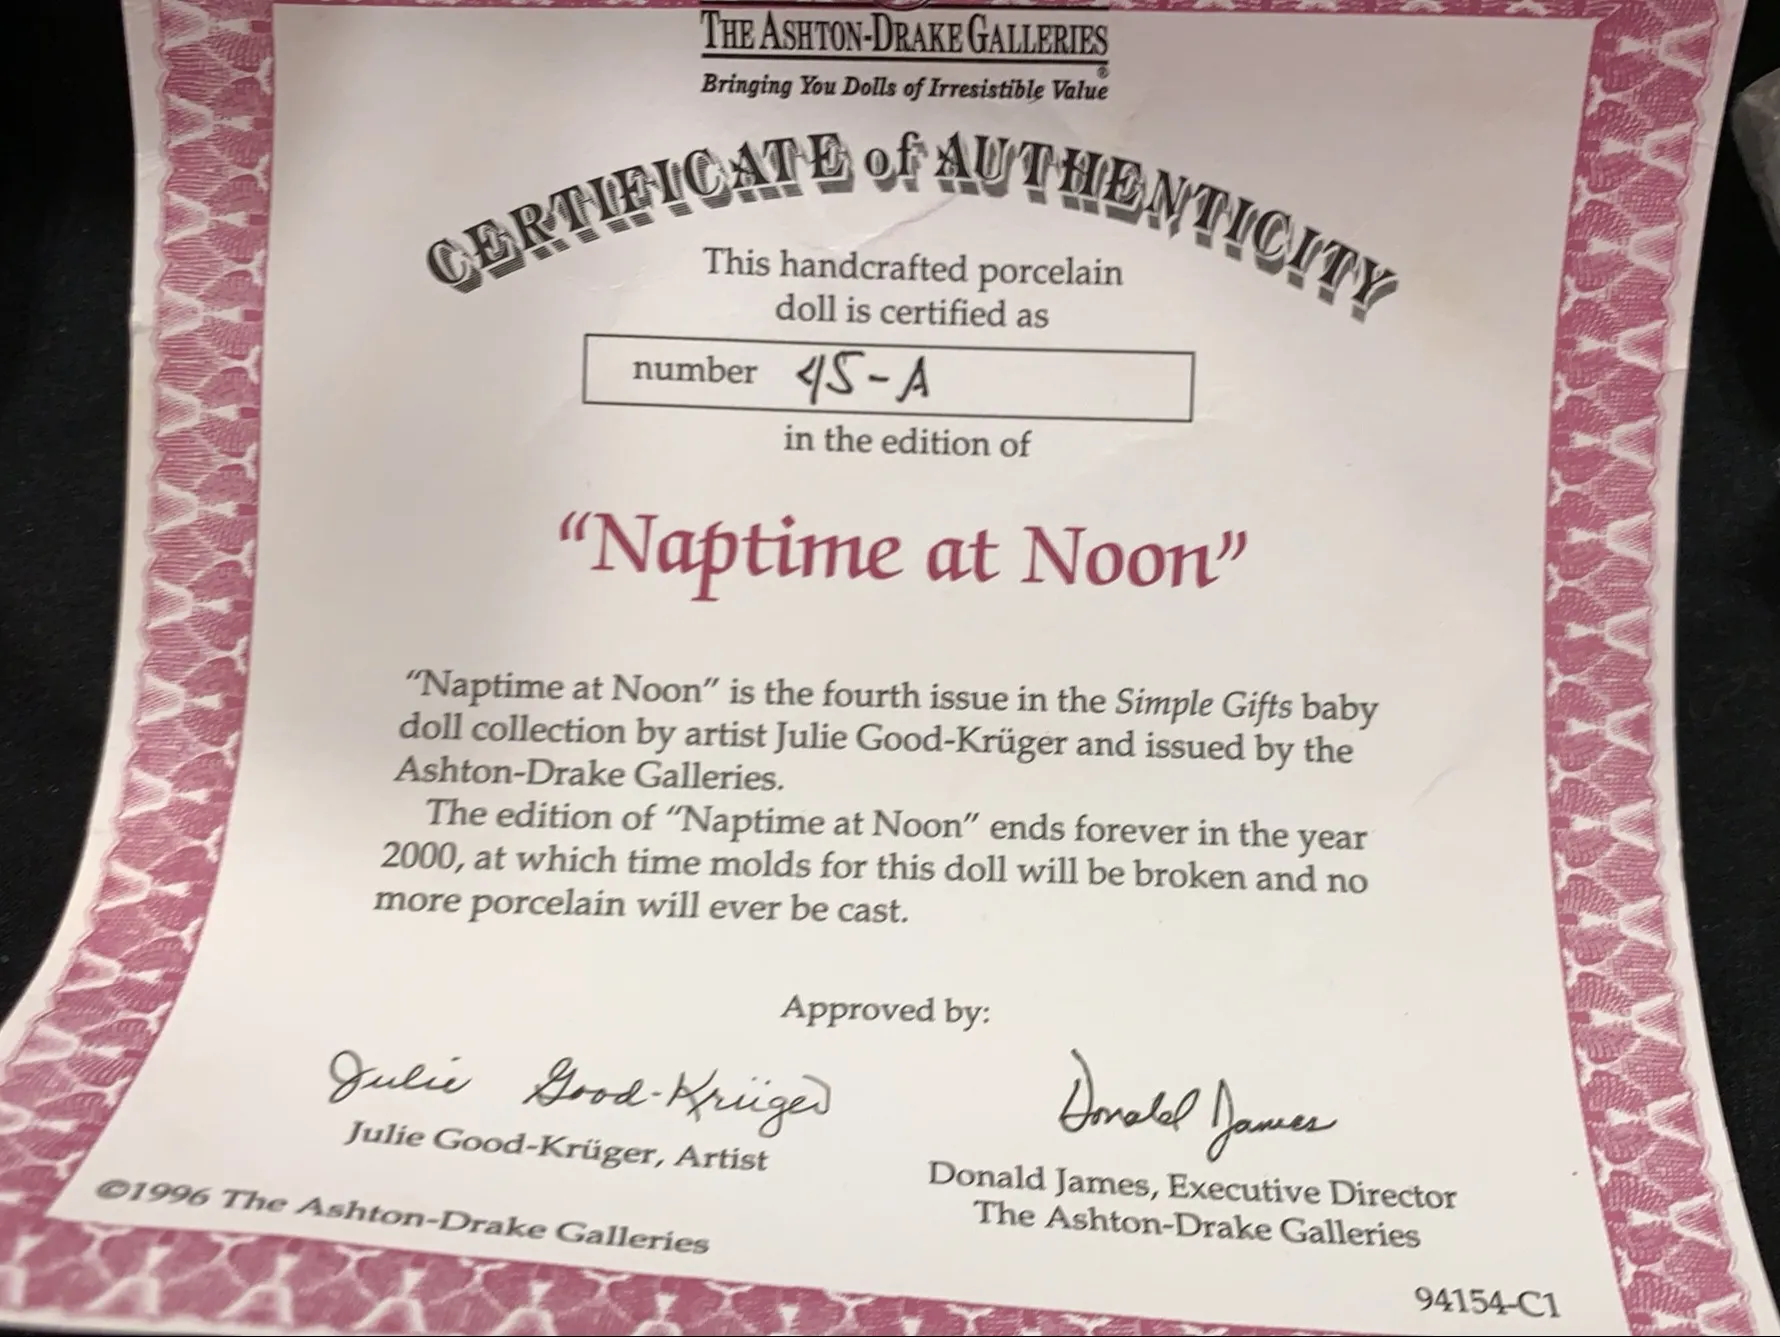 THE ASHTON-DRAKE GALLERIES
®
Bringing You Dolls of Irresistible Value
CERTIFICATE of AUTHENTICITY
This handcrafted porcelain
doll is certified as
number 45-A
in the edition of
“Naptime at Noon”
“Naptime at Noon” is the fourth issue in the Simple Gifts baby
doll collection by artist Julie Good-Krüger and issued by the
Ashton-Drake Galleries.
The edition of “Naptime at Noon” ends forever in the year
2000, at which time molds for this doll will be broken and no
more porcelain will ever be cast.
Approved by:
Julie Good-Krüger
Julie Good-Krüger, Artist
Donald James
Donald James, Executive Director
The Ashton-Drake Galleries
©1996 The Ashton-Drake Galleries
94154-C1